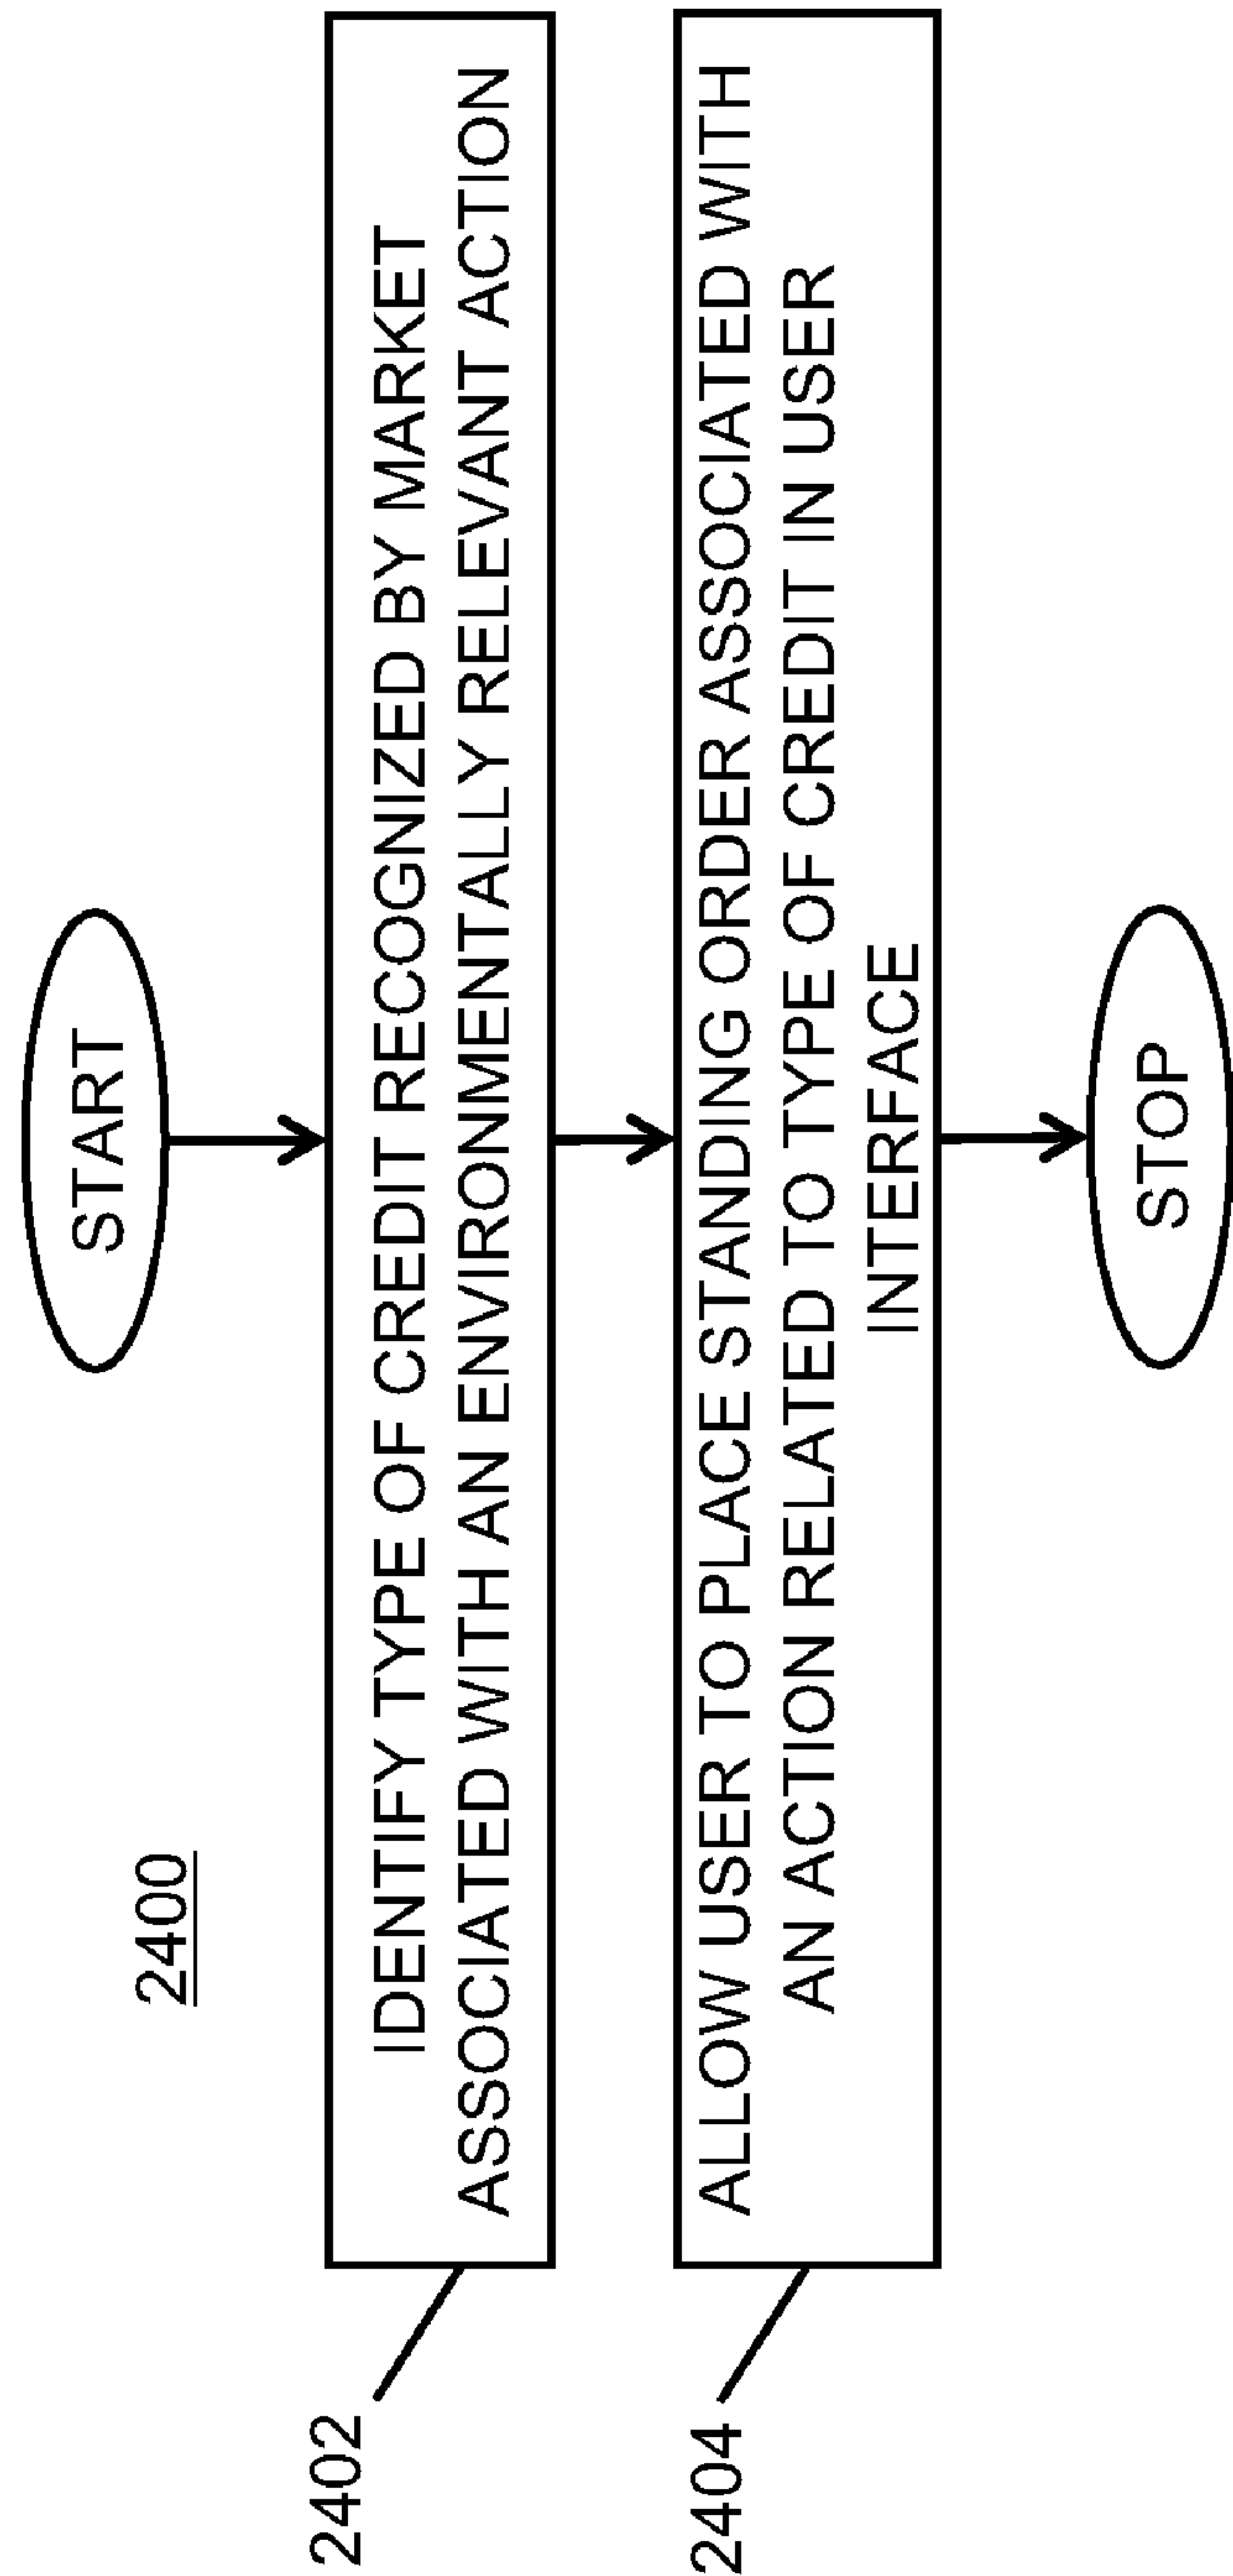 2400
START
2402
IDENTIFY TYPE OF CREDIT RECOGNIZED BY MARKET
ASSOCIATED WITH AN ENVIRONMENTALLY RELEVANT ACTION
2404
ALLOW USER TO PLACE STANDING ORDER ASSOCIATED WITH
AN ACTION RELATED TO TYPE OF CREDIT IN USER
INTERFACE
STOP